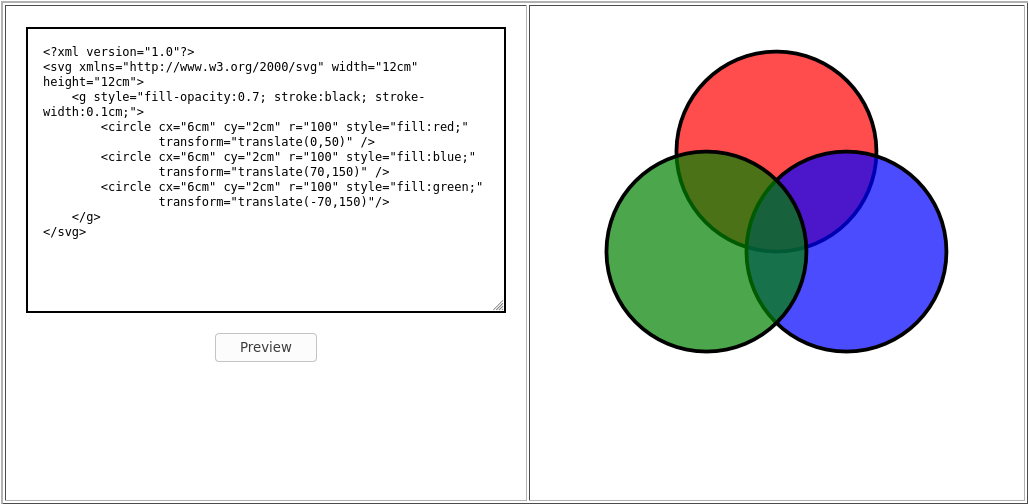 <?xml version="1.0"?>
<svg xmlns="http://www.w3.org/2000/svg" width="12cm"
height="12cm">
    <g style="fill-opacity:0.7; stroke:black; stroke-
width:0.1cm;">
        <circle cx="6cm" cy="2cm" r="100" style="fill:red;"
                transform="translate(0,50)" />
        <circle cx="6cm" cy="2cm" r="100" style="fill:blue;"
                transform="translate(70,150)" />
        <circle cx="6cm" cy="2cm" r="100" style="fill:green;"
                transform="translate(-70,150)"/>
    </g>
</svg>
Preview